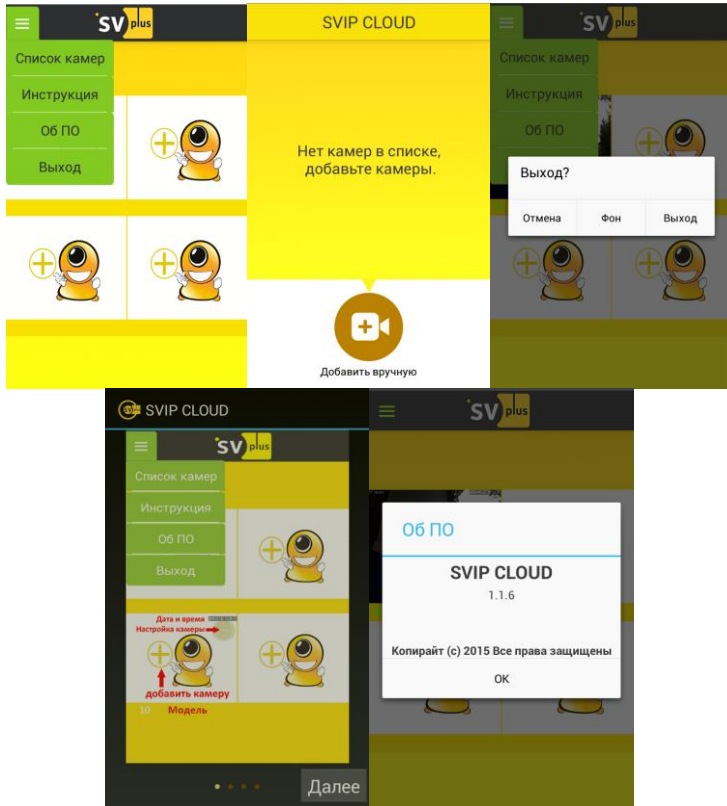 SV plus
Список камер
Инструкция
Об ПО
Выход
SVIP CLOUD
Нет камер в списке,
добавьте камеры.
Добавить вручную
SV plus
Список камер
Инструкция
Об ПО
Выход?
Отмена
Фон
Выход
SVIP CLOUD
SV plus
Список камер
Инструкция
Об ПО
Выход
Дата и время
Настройка камеры
добавить камеру
10 Модель
Далее
SV plus
Об ПО
SVIP CLOUD
1.1.6
Копирайт (c) 2015 Все права защищены
OK